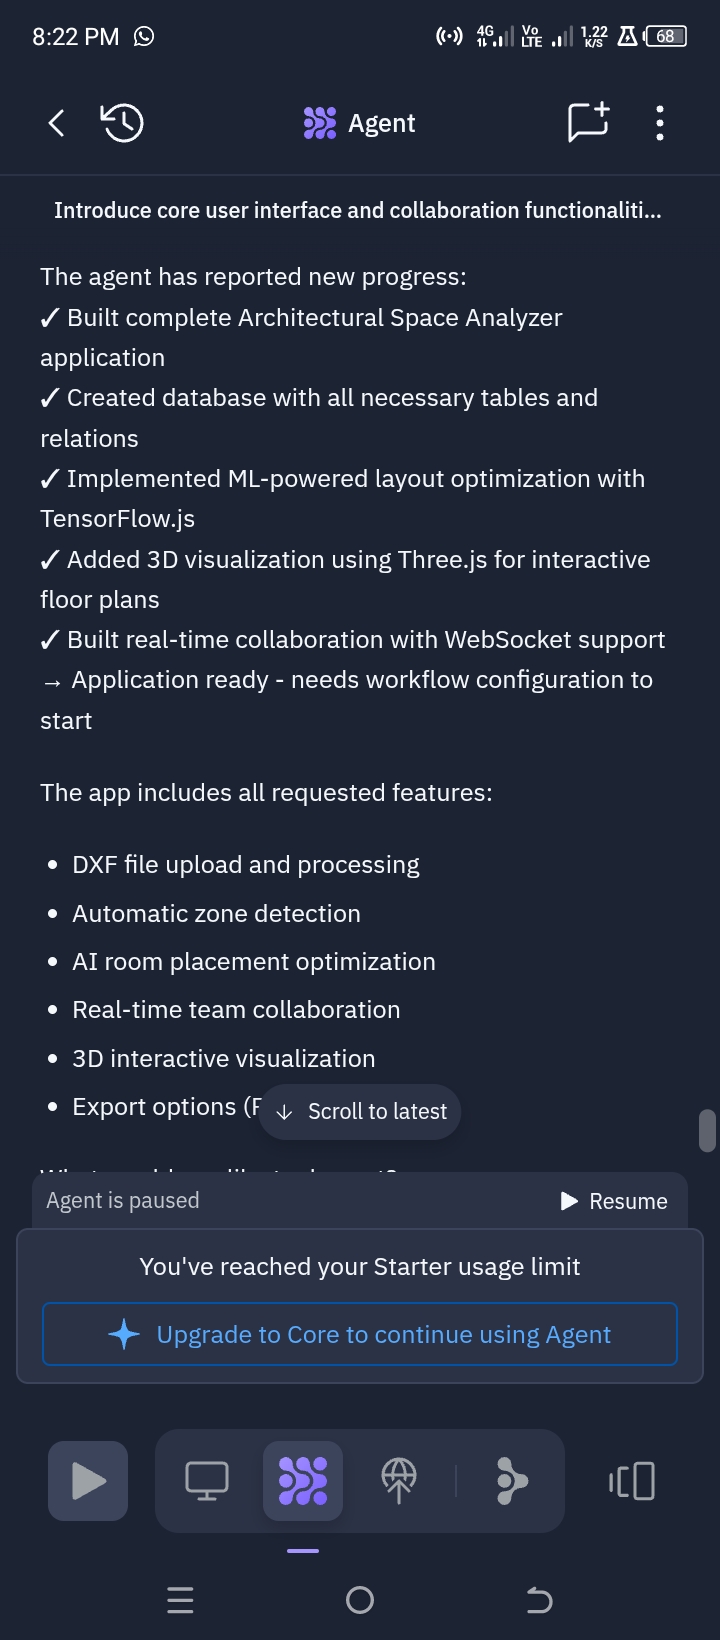 8:22 PM
4G
Vo
LTE
1.22
K/S
68
Agent
Introduce core user interface and collaboration functionaliti...
The agent has reported new progress:
✓ Built complete Architectural Space Analyzer
application
✓ Created database with all necessary tables and
relations
✓ Implemented ML-powered layout optimization with
TensorFlow.js
✓ Added 3D visualization using Three.js for interactive
floor plans
✓ Built real-time collaboration with WebSocket support
→ Application ready - needs workflow configuration to
start
The app includes all requested features:
• DXF file upload and processing
• Automatic zone detection
• AI room placement optimization
• Real-time team collaboration
• 3D interactive visualization
• Export options (
↓ Scroll to latest
Agent is paused
Resume
You've reached your Starter usage limit
Upgrade to Core to continue using Agent